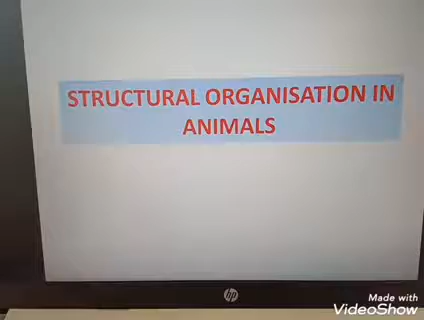 STRUCTURAL ORGANISATION IN
ANIMALS
hp
Made with
VideoShow